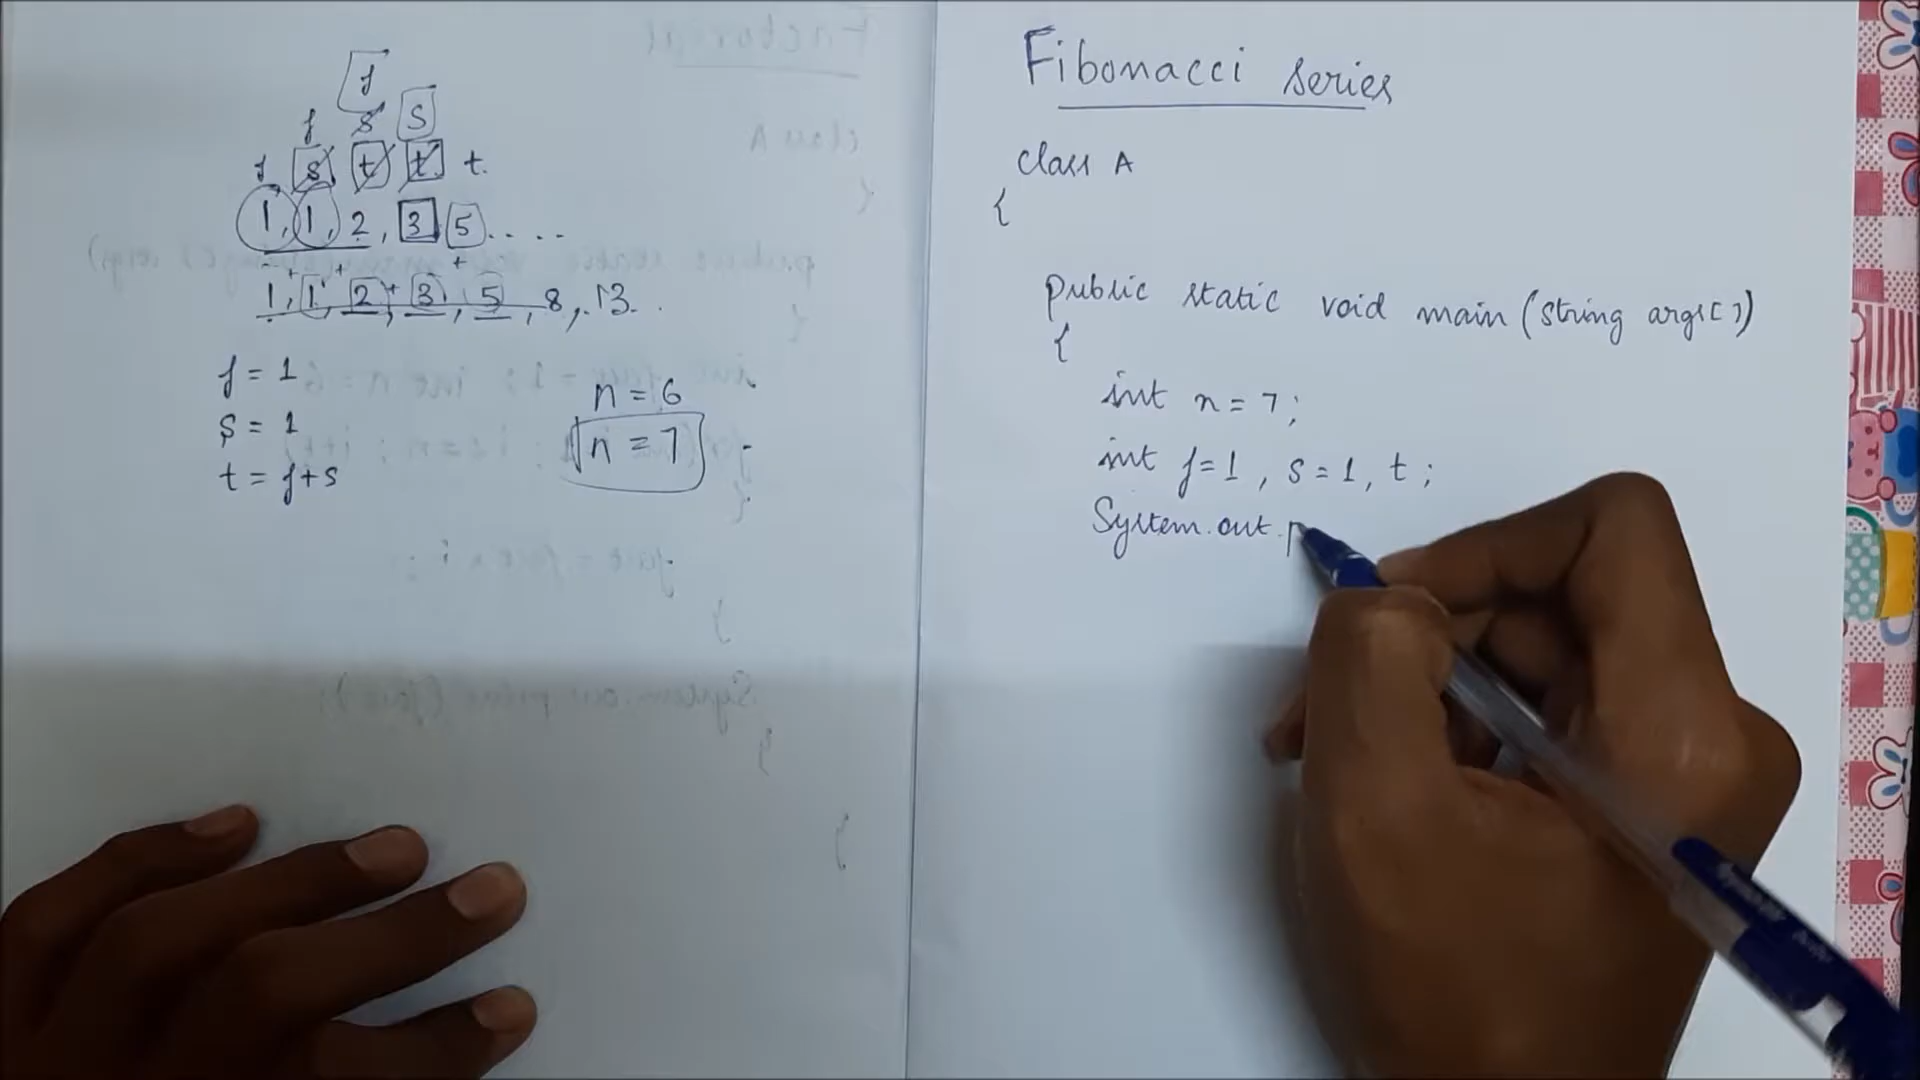 f
f s S
f s t t t.
1, 1, 2, 3 5 . . . .
+ + + +
1, 1, 2, 3, 5, 8, 13. .
f = 1
s = 1
t = f+s
n = 6
n = 7
Fibonacci series
class A
{
public static void main (string args[])
{
int n = 7;
int f=1, s = 1, t;
System.out.p